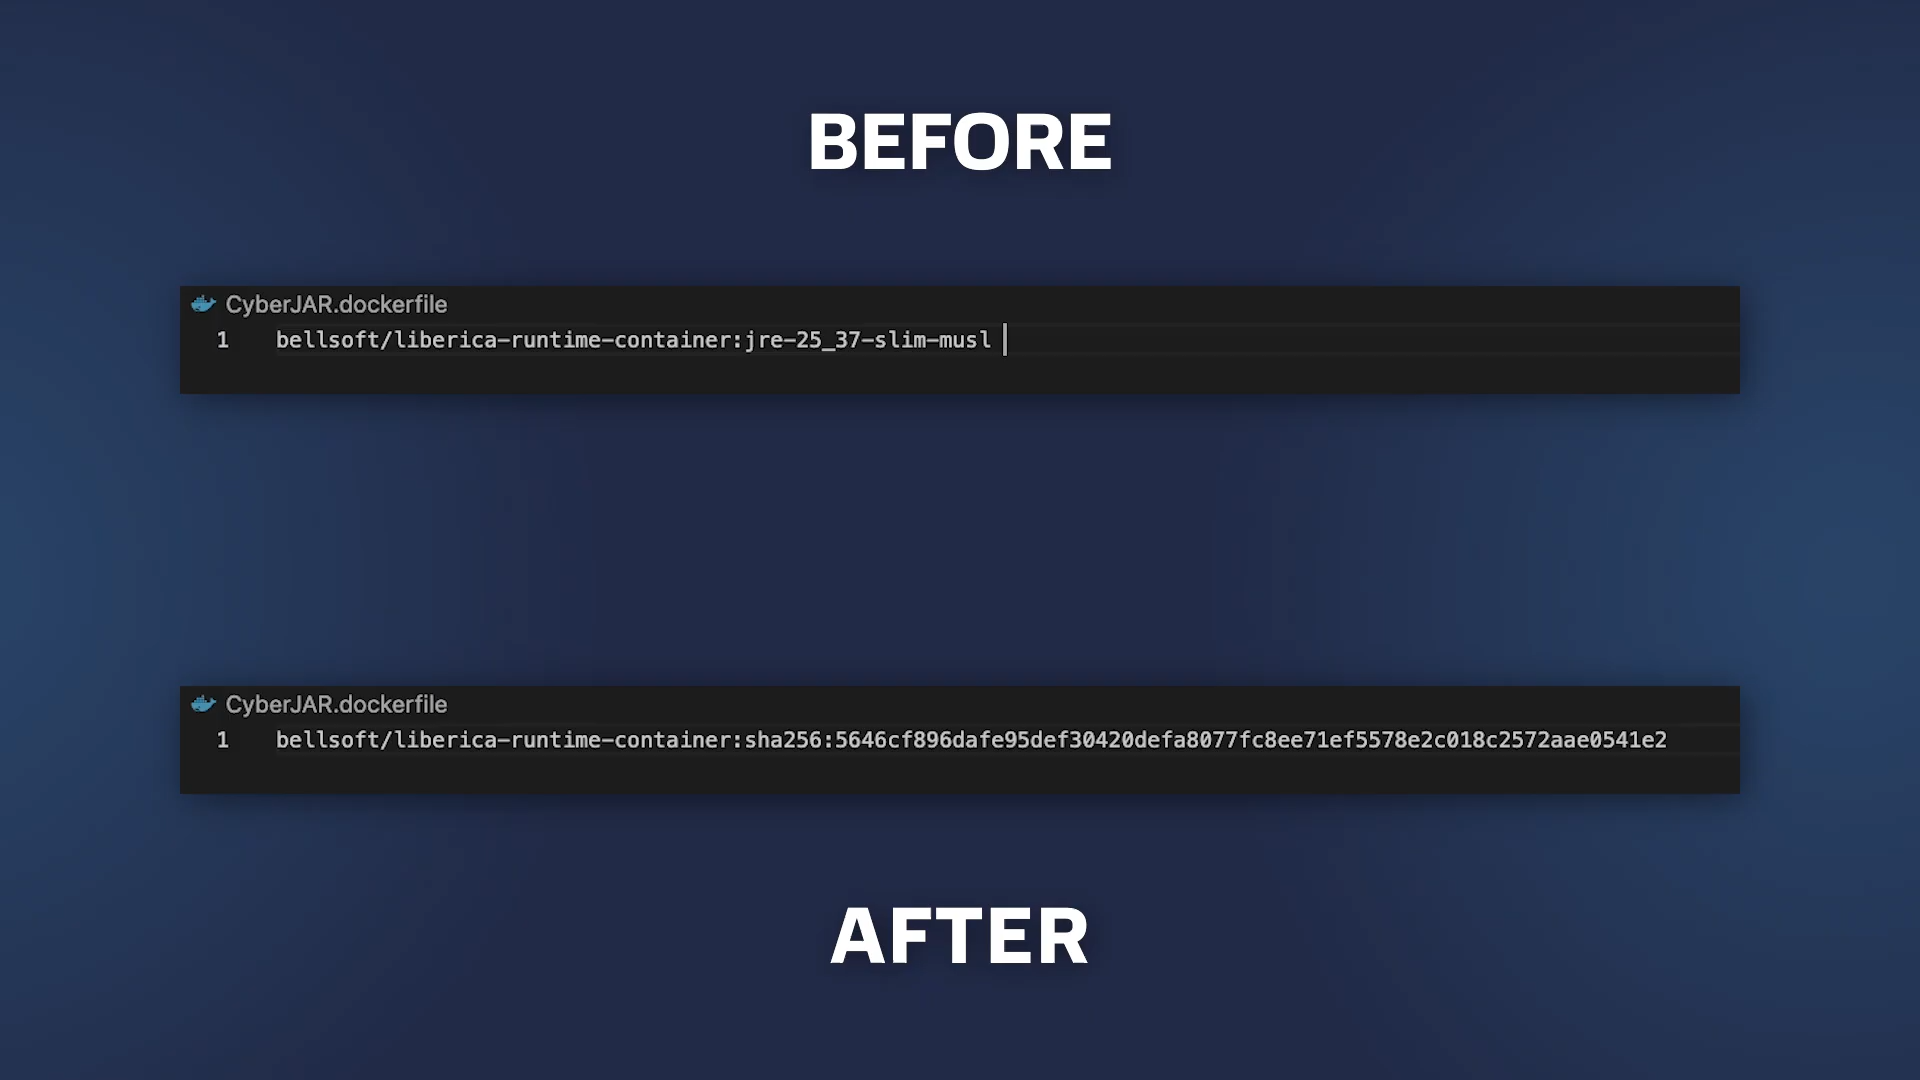 BEFORE
CyberJAR.dockerfile
1 bellsoft/liberica-runtime-container:jre-25_37-slim-musl
CyberJAR.dockerfile
1 bellsoft/liberica-runtime-container:sha256:5646cf896dafe95def30420defa8077fc8ee71ef5578e2c018c2572aae0541e2
AFTER